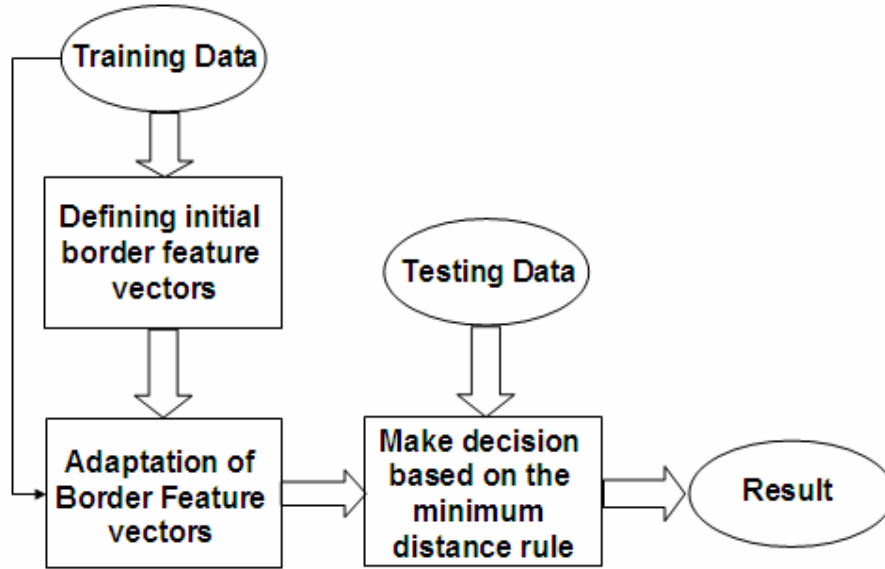 Training Data
Defining initial
border feature
vectors
Testing Data
Adaptation of
Border Feature
vectors
Make decision
based on the
minimum
distance rule
Result